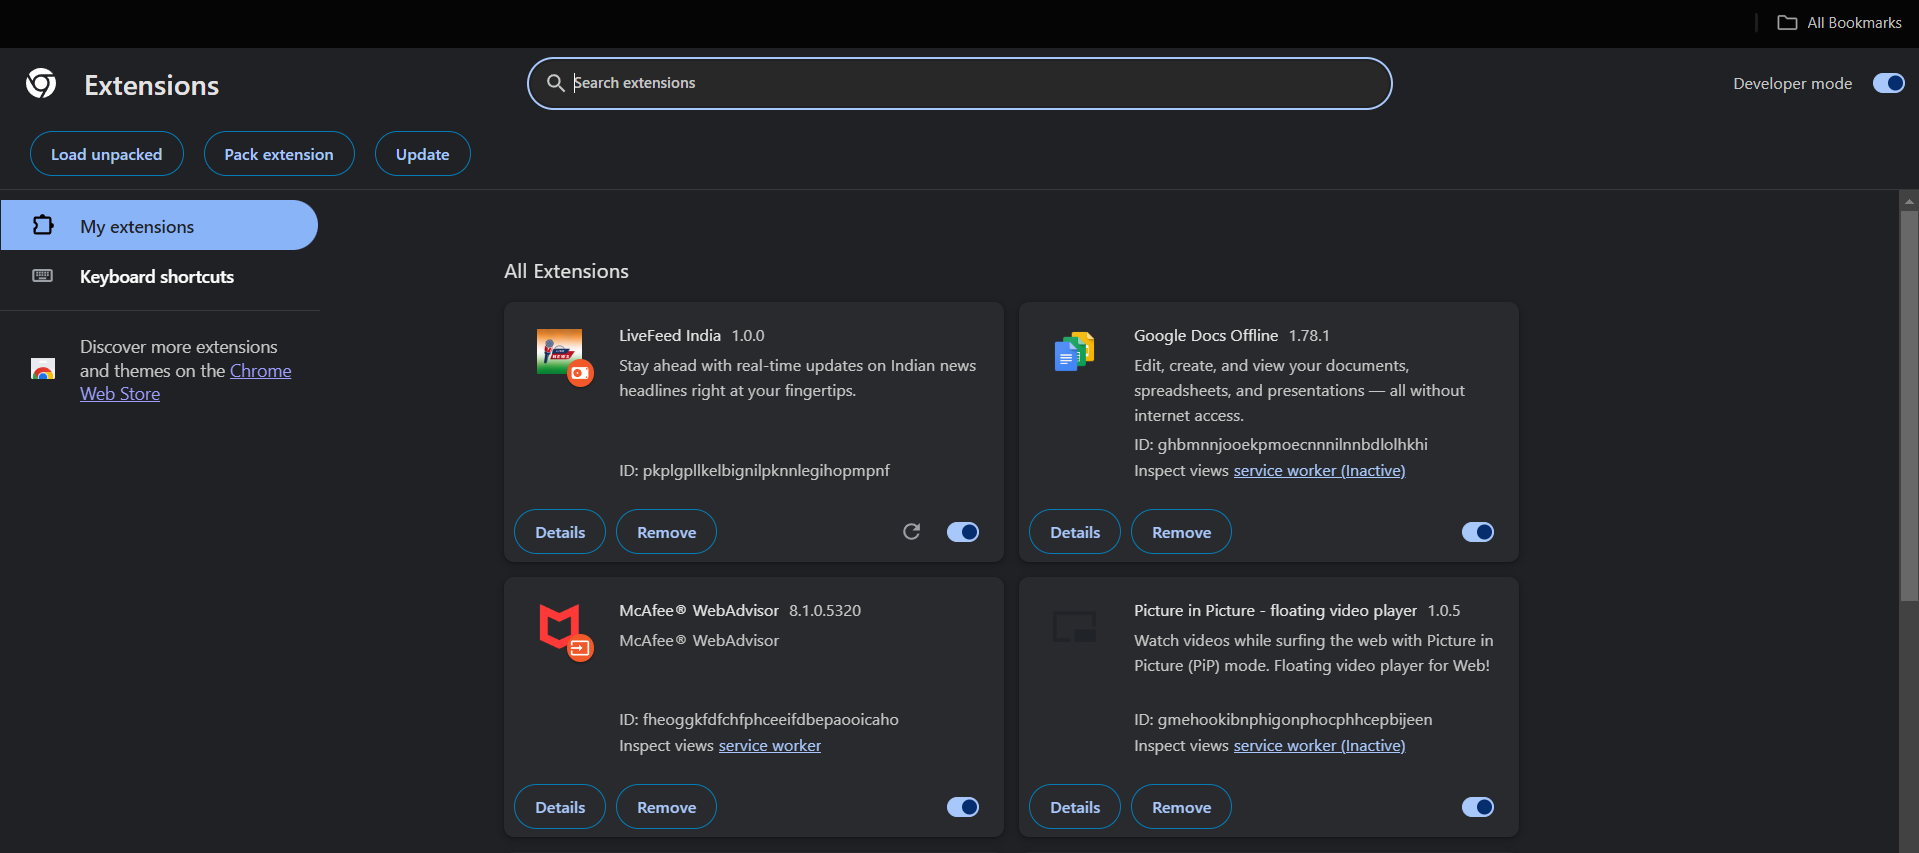 All Bookmarks
Extensions
Search extensions
Developer mode
Load unpacked
Pack extension
Update
My extensions
Keyboard shortcuts
Discover more extensions
and themes on the Chrome
Web Store
All Extensions
LiveFeed India 1.0.0
Stay ahead with real-time updates on Indian news
headlines right at your fingertips.
ID: pkplgpllkelbignilpknnlegihopmpnf
Details
Remove
Google Docs Offline 1.78.1
Edit, create, and view your documents,
spreadsheets, and presentations — all without
internet access.
ID: ghbmnnjooekpmoecnnnilnnbdlolhkhi
Inspect views service worker (Inactive)
Details
Remove
McAfee® WebAdvisor 8.1.0.5320
McAfee® WebAdvisor
ID: fheoggkfdfchfphceeifdbepaooicaho
Inspect views service worker
Details
Remove
Picture in Picture - floating video player 1.0.5
Watch videos while surfing the web with Picture in
Picture (PiP) mode. Floating video player for Web!
ID: gmehookibnphigonphocphhcepbijeen
Inspect views service worker (Inactive)
Details
Remove